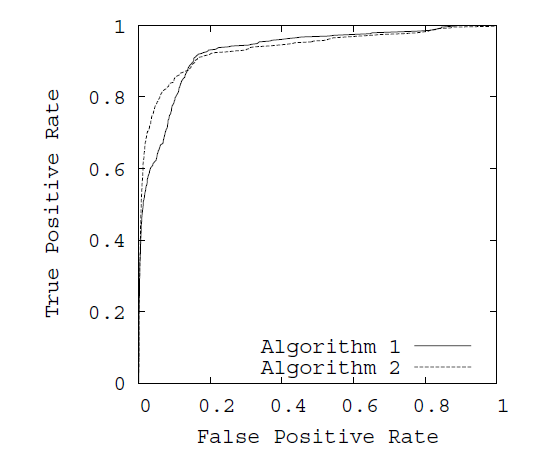 1
0.8
0.6
0.4
0.2
0
True Positive Rate
Algorithm 1
Algorithm 2
0 0.2 0.4 0.6 0.8 1
False Positive Rate